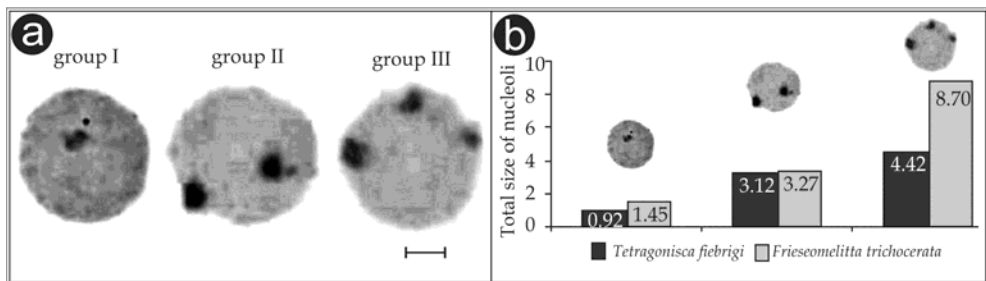 a
group I
group II
group III
b
Total size of nucleoli
10
8
6
4
2
0
0.92
1.45
3.12
3.27
4.42
8.70
Tetragonisca fiebrigi
Frieseomelitta trichocerata